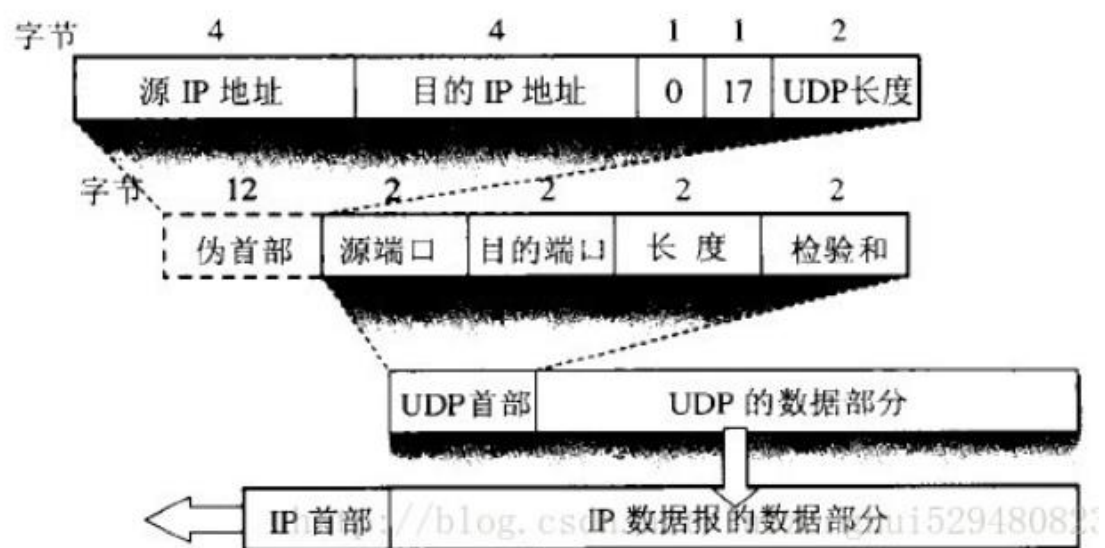 字节 4 4 1 1 2
源 IP 地址 目的 IP 地址 0 17 UDP长度
字节 12 2 2 2 2
伪首部 源端口 目的端口 长 度 检验和
UDP首部 UDP 的数据部分
IP 首部 IP 数据报的数据部分